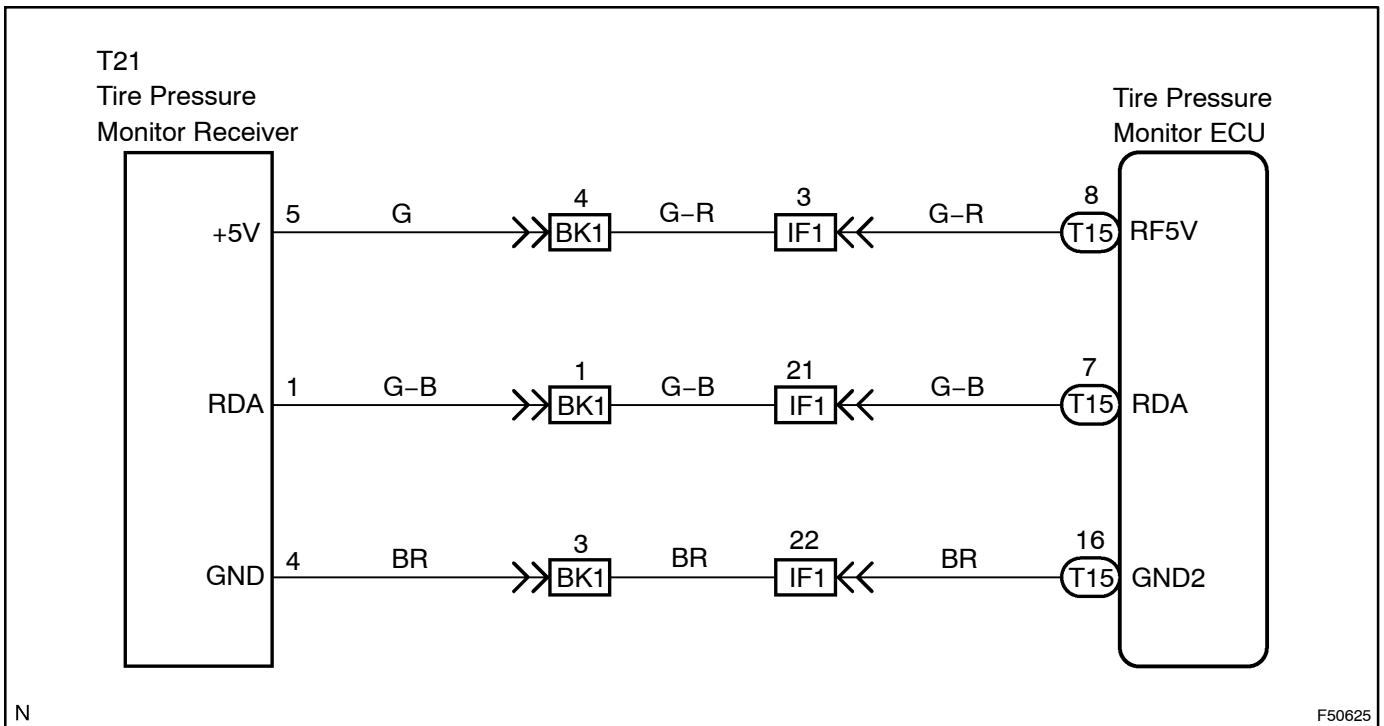 T21
Tire Pressure
Monitor Receiver
Tire Pressure
Monitor ECU
+5V 5 G 4 BK1 G−R 3 IF1 G−R 8 T15 RF5V
RDA 1 G−B 1 BK1 G−B 21 IF1 G−B 7 T15 RDA
GND 4 BR 3 BK1 BR 22 IF1 BR 16 T15 GND2
N
F50625